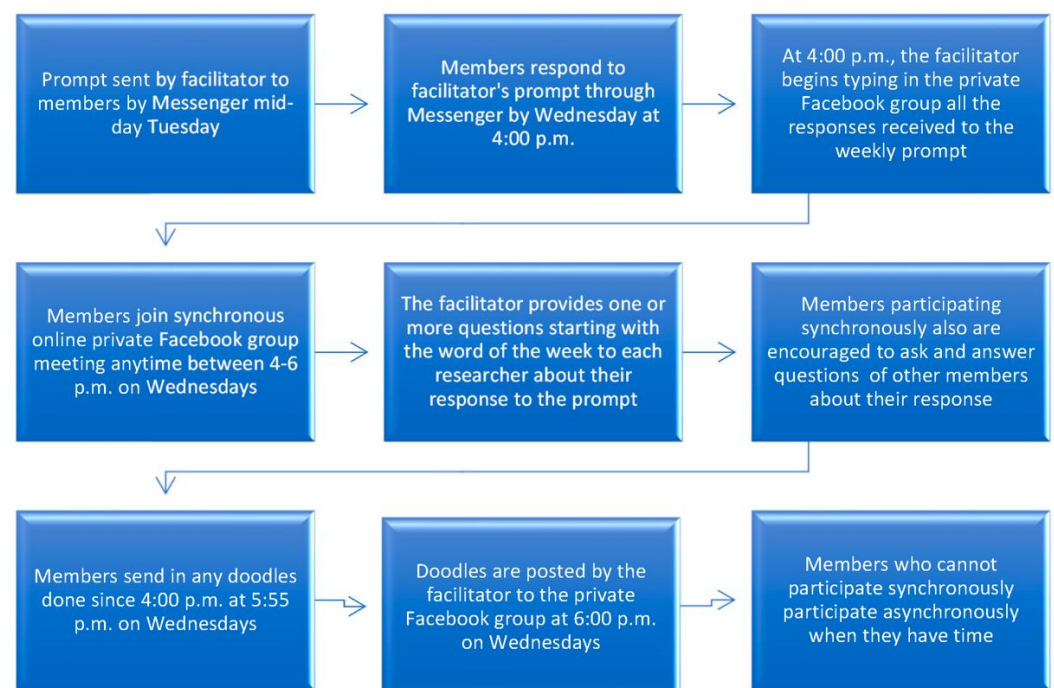 Prompt sent by facilitator to
members by Messenger mid-
day Tuesday
Members respond to
facilitator's prompt through
Messenger by Wednesday at
4:00 p.m.
At 4:00 p.m., the facilitator
begins typing in the private
Facebook group all the
responses received to the
weekly prompt
Members join synchronous
online private Facebook group
meeting anytime between 4-6
p.m. on Wednesdays
The facilitator provides one or
more questions starting with
the word of the week to each
researcher about their
response to the prompt
Members participating
synchronously also are
encouraged to ask and answer
questions  of other members
about their response
Members send in any doodles
done since 4:00 p.m. at 5:55
p.m. on Wednesdays
Doodles are posted by the
facilitator to the private
Facebook group at 6:00 p.m.
on Wednesdays
Members who cannot
participate synchronously
participate asynchronously
when they have time